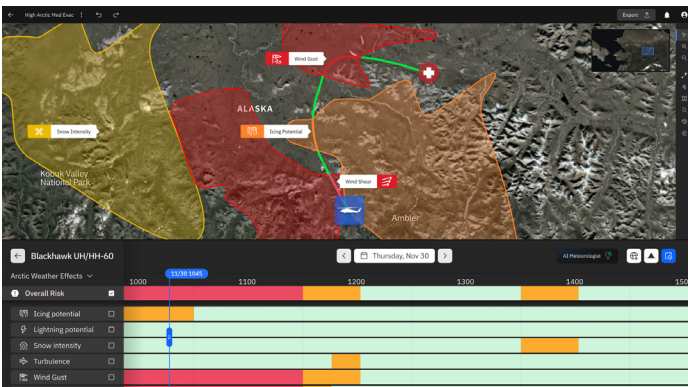 High Arctic Med Evac
Export
Wind Gust
ALASKA
Snow Intensity
Icing Potential
Kobuk Valley
National Park
Wind Shear
Ambler
Blackhawk UH/HH-60
Thursday, Nov 30
AI Meteorologist
Arctic Weather Effects
11/30 1045
1000
1100
1200
1300
1400
150
Overall Risk
Icing potential
Lightning potential
Snow intensity
Turbulence
Wind Gust